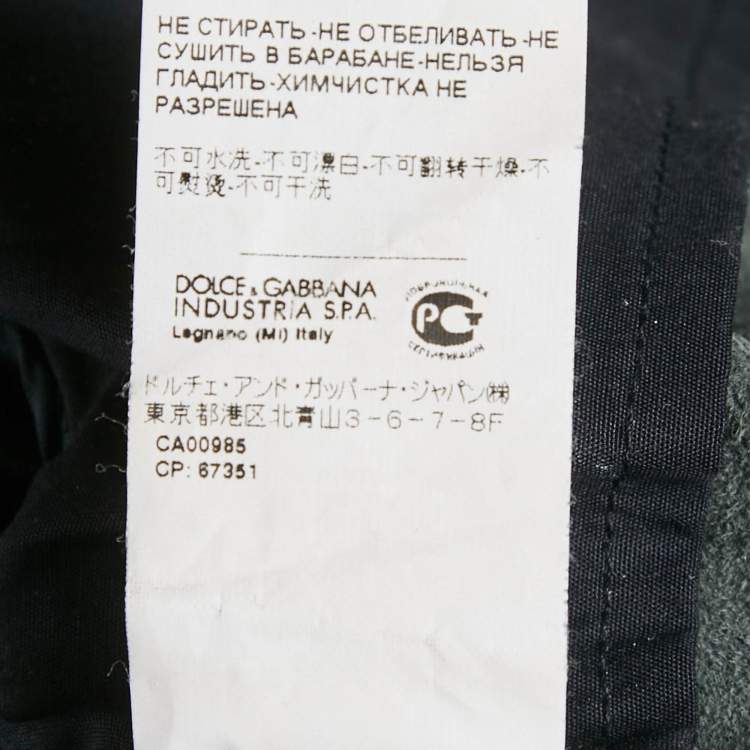 НЕ СТИРАТЬ-НЕ ОТБЕЛИВАТЬ-НЕ
СУШИТЬ В БАРАБАНЕ-НЕЛЬЗЯ
ГЛАДИТЬ-ХИМЧИСТКА НЕ
РАЗРЕШЕНА
不可水洗-不可漂白-不可翻转干燥-不
可熨烫-不可干洗
DOLCE & GABBANA
INDUSTRIA S.P.A.
Legnano (MI) Italy
ДОБРОВОЛЬНАЯ
РСТ
СЕРТИФИКАЦИЯ
ドルチェ・アンド・ガッバーナ・ジャパン㈱
東京都港区北青山3-6-7-8F
CA00985
CP: 67351